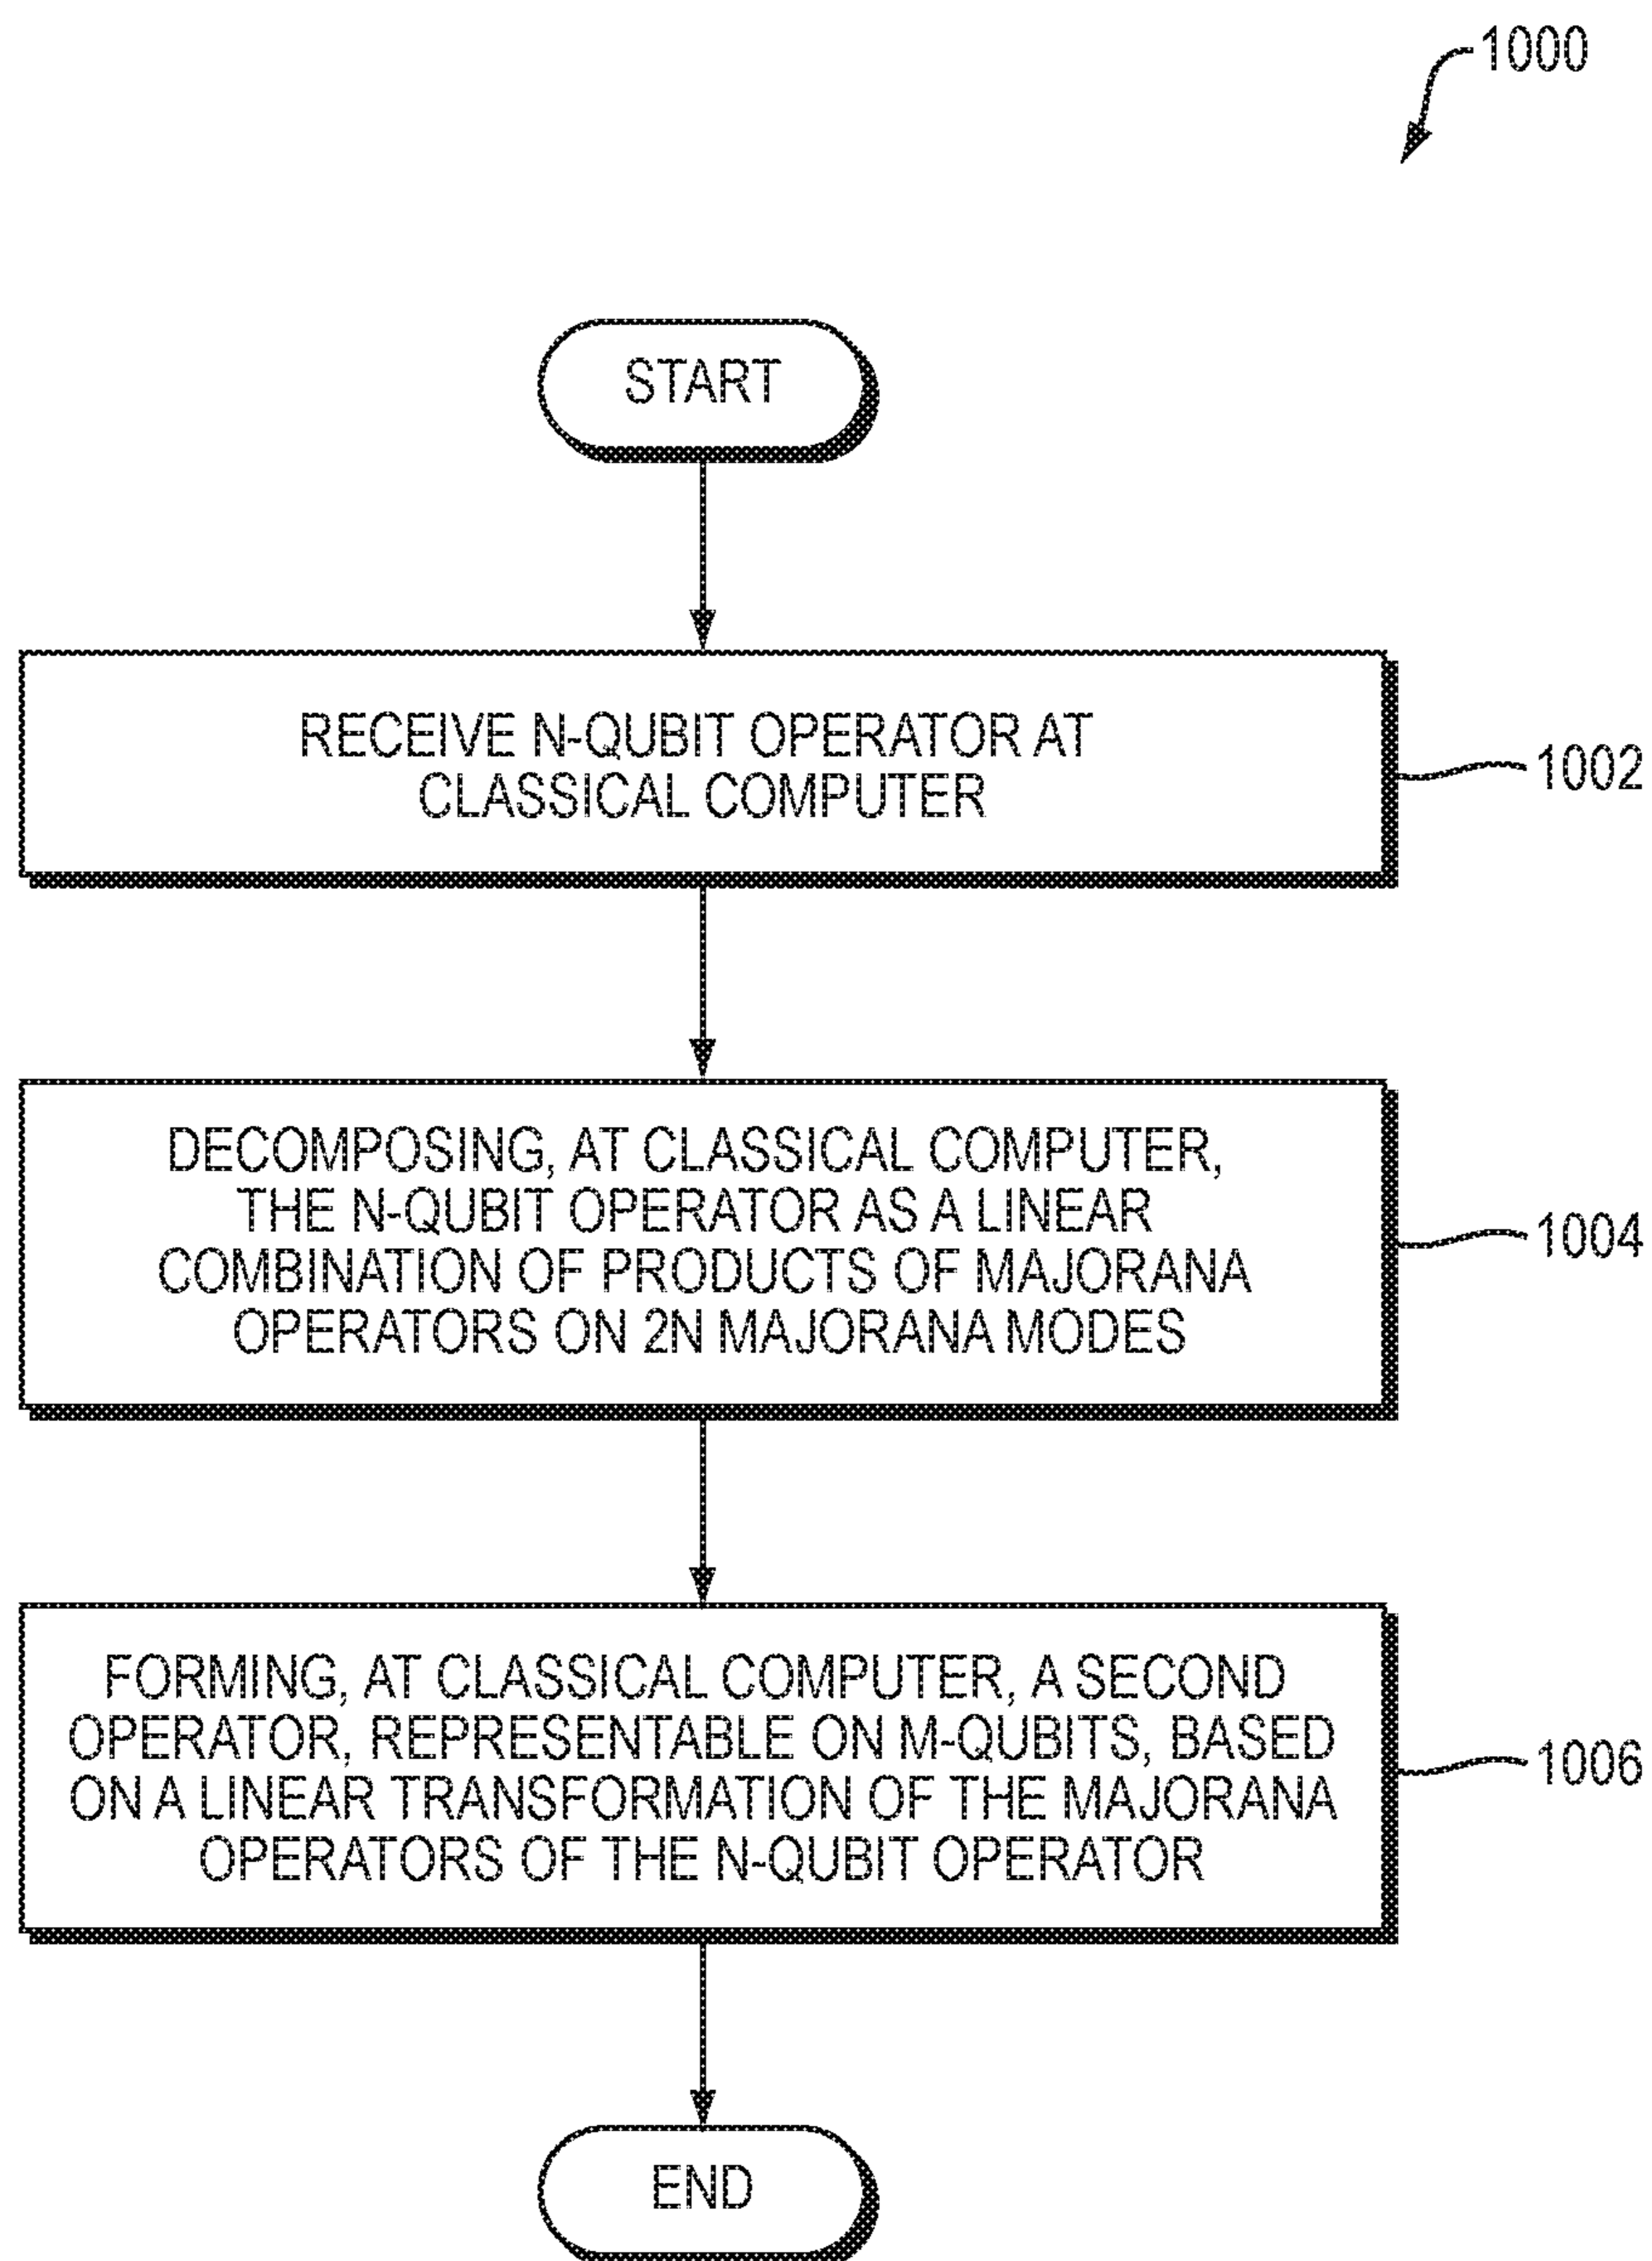 1000
START
RECEIVE N-QUBIT OPERATOR AT
CLASSICAL COMPUTER
1002
DECOMPOSING, AT CLASSICAL COMPUTER,
THE N-QUBIT OPERATOR AS A LINEAR
COMBINATION OF PRODUCTS OF MAJORANA
OPERATORS ON 2N MAJORANA MODES
1004
FORMING, AT CLASSICAL COMPUTER, A SECOND
OPERATOR, REPRESENTABLE ON M-QUBITS, BASED
ON A LINEAR TRANSFORMATION OF THE MAJORANA
OPERATORS OF THE N-QUBIT OPERATOR
1006
END